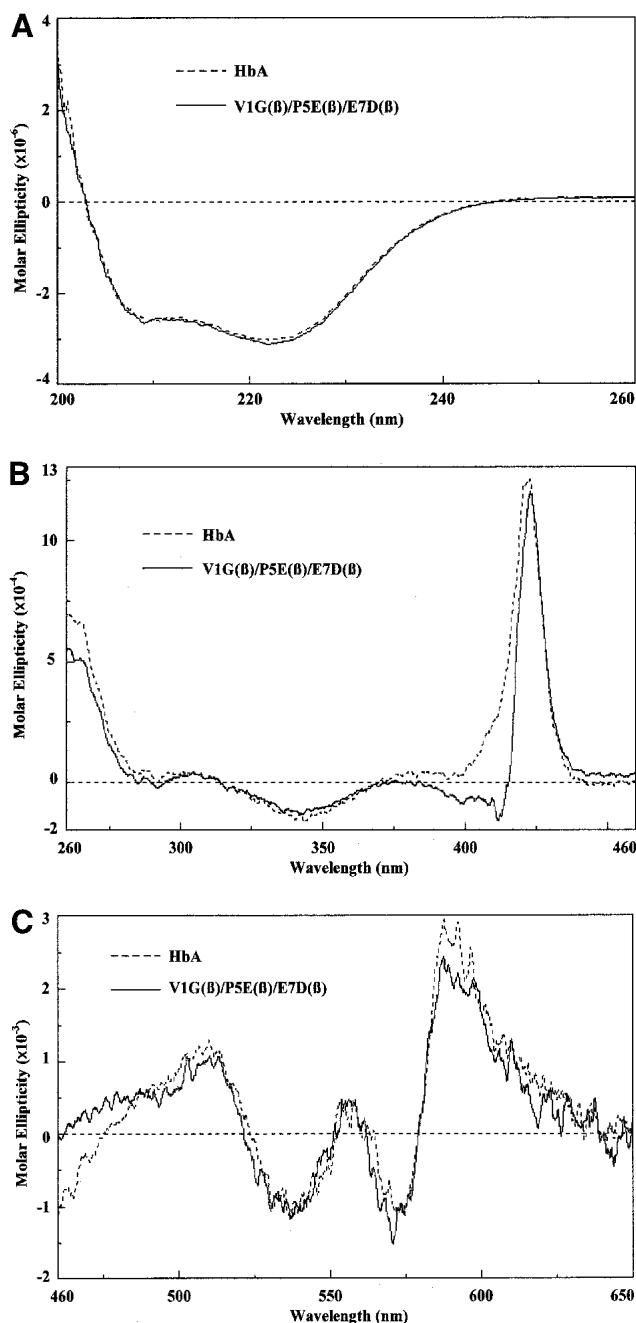 A
Molar Ellipticity (x10⁻⁶)
4
2
0
-2
-4
HbA
V1G(ß)/P5E(ß)/E7D(ß)
200
220
240
260
Wavelength (nm)
B
Molar Ellipticity (x10⁻⁴)
13
10
5
0
-2
HbA
V1G(ß)/P5E(ß)/E7D(ß)
260
300
350
400
460
Wavelength (nm)
C
Molar Ellipticity (x10⁻³)
3
2
1
0
-1
-2
HbA
V1G(ß)/P5E(ß)/E7D(ß)
460
500
550
600
650
Wavelength (nm)